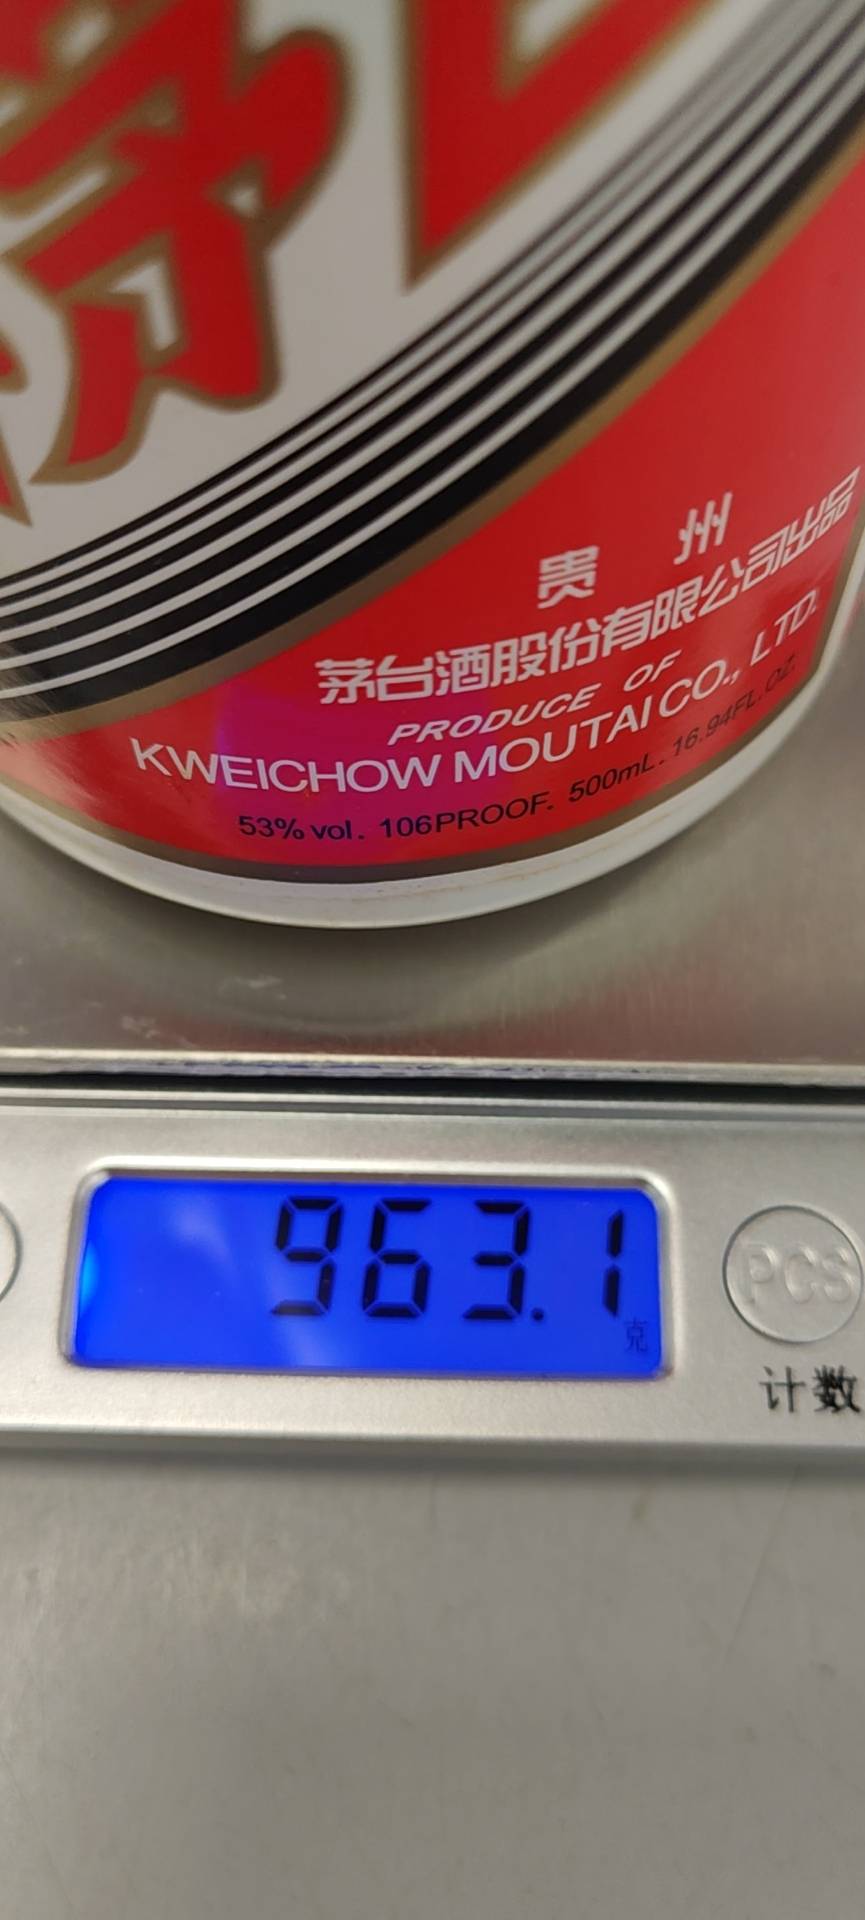 茅
贵 州
茅台酒股份有限公司出品
PRODUCE OF
KWEICHOW MOUTAI CO., LTD.
53% vol. 106PROOF. 500mL. 16.94FL.OZ.
963.1
克
PCS
计数